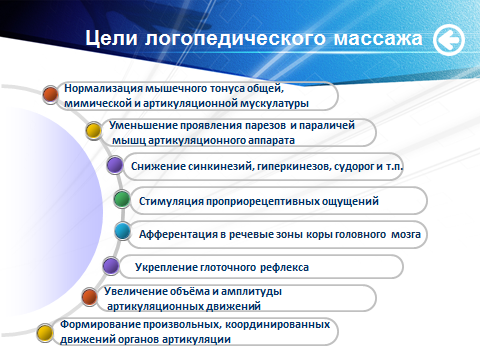 Цели логопедического массажа
Нормализация мышечного тонуса общей,
мимической и артикуляционной мускулатуры
Уменьшение проявления парезов и параличей
мышц артикуляционного аппарата
Снижение синкинезий, гиперкинезов, судорог и т.п.
Стимуляция проприорецептивных ощущений
Афферентация в речевые зоны коры головного мозга
Укрепление глоточного рефлекса
Увеличение объёма и амплитуды
артикуляционных движений
Формирование произвольных, координированных
движений органов артикуляции